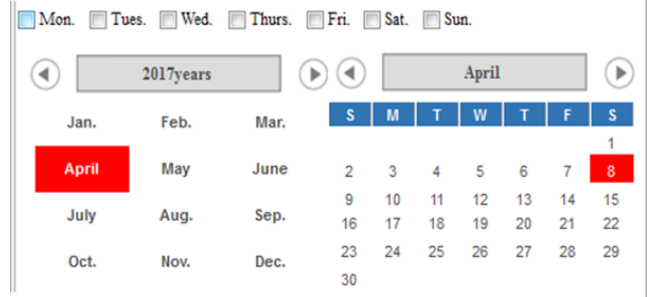 Mon. Tues. Wed. Thurs. Fri. Sat. Sun.
2017years
Jan. Feb. Mar.
April May June
July Aug. Sep.
Oct. Nov. Dec.
April
S M T W T F S
1
2 3 4 5 6 7 8
9 10 11 12 13 14 15
16 17 18 19 20 21 22
23 24 25 26 27 28 29
30